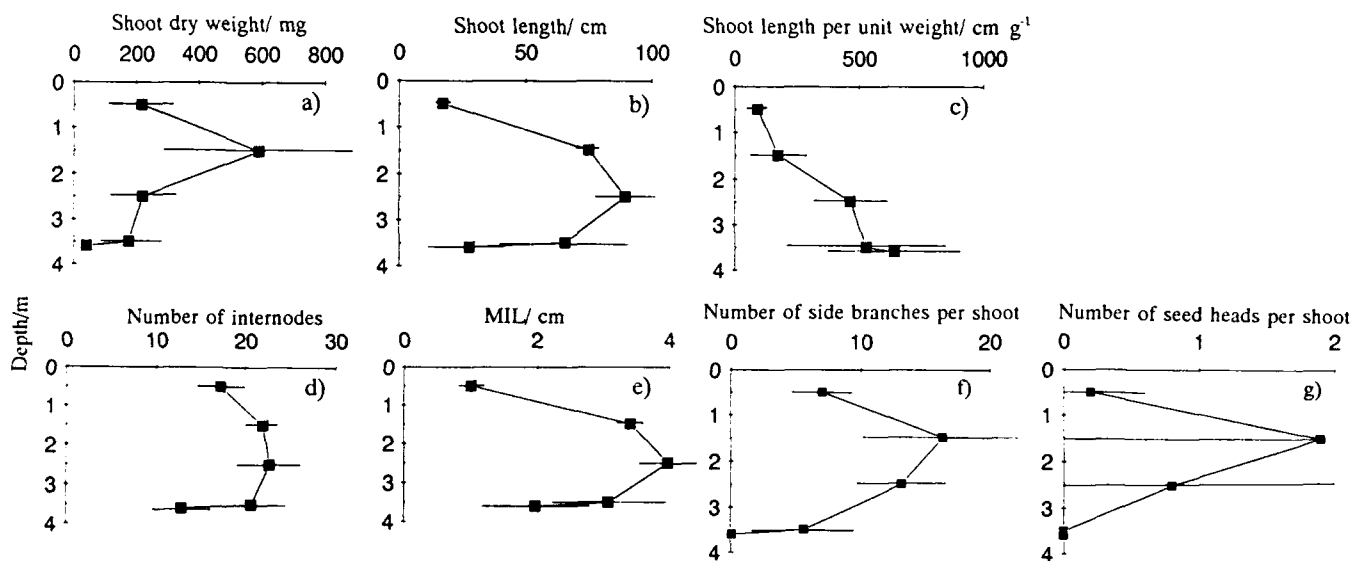 Shoot dry weight/ mg Shoot length/ cm Shoot length per unit weight/ cm g⁻¹
0 200 400 600 800 0 50 100 0 500 1000
0 0 0
a) b) c)
1 1 1
2 2 2
3 3 3
4 4 4
Depth/m
Number of internodes MIL/ cm Number of side branches per shoot Number of seed heads per shoot
0 10 20 30 0 2 4 0 10 20 0 1 2
0 0 0 0
d) e) f) g)
1 1 1 1
2 2 2 2
3 3 3 3
4 4 4 4